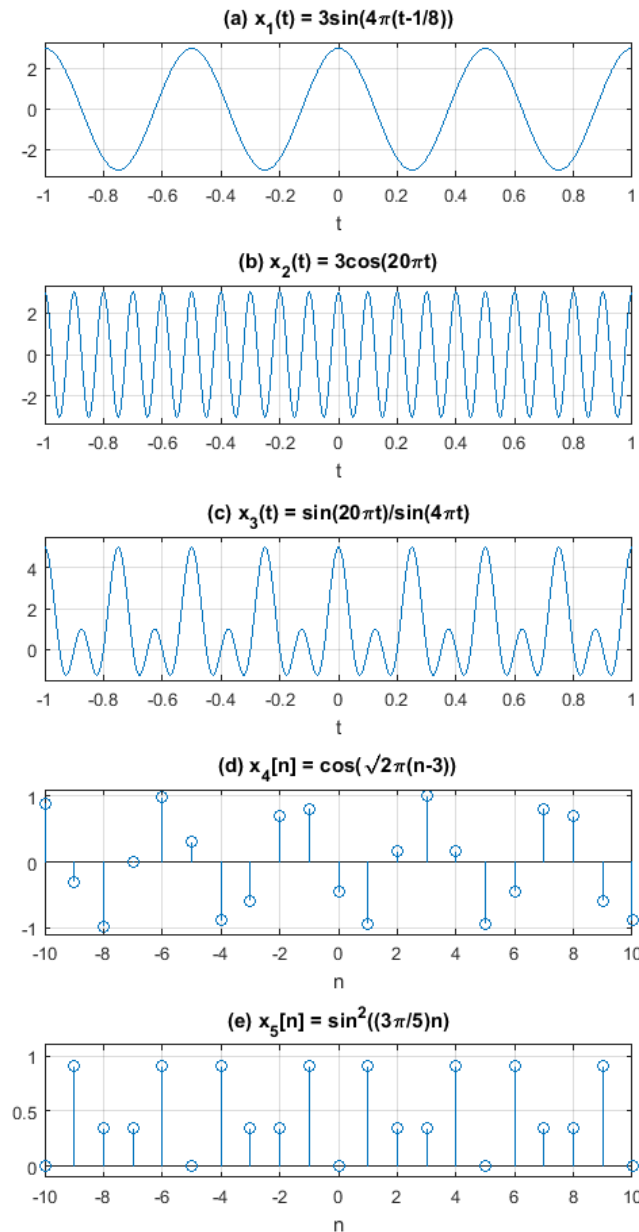 (a) x₁(t) = 3sin(4π(t-1/8))
2
0
-2
-1 -0.8 -0.6 -0.4 -0.2 0 0.2 0.4 0.6 0.8 1
t
(b) x₂(t) = 3cos(20πt)
2
0
-2
-1 -0.8 -0.6 -0.4 -0.2 0 0.2 0.4 0.6 0.8 1
t
(c) x₃(t) = sin(20πt)/sin(4πt)
4
2
0
-1 -0.8 -0.6 -0.4 -0.2 0 0.2 0.4 0.6 0.8 1
t
(d) x₄[n] = cos(√2π(n-3))
1
0
-1
-10 -8 -6 -4 -2 0 2 4 6 8 10
n
(e) x₅[n] = sin²((3π/5)n)
1
0.5
0
-10 -8 -6 -4 -2 0 2 4 6 8 10
n